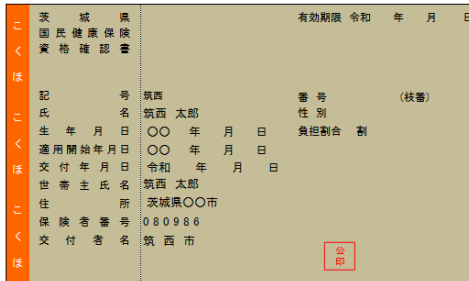 こくほ こくほ こくほ
茨城県 有効期限 令和 年 月 日
国民健康保険
資格確認書
記号 筑西 番号 (枝番)
氏名 筑西 太郎 性別
生年月日 〇〇 年 月 日 負担割合 割
適用開始年月日 〇〇 年 月 日
交付年月日 令和 年 月 日
世帯主氏名 筑西 太郎
住所 茨城県〇〇市
保険者番号 080986
交付者名 筑西市
公印